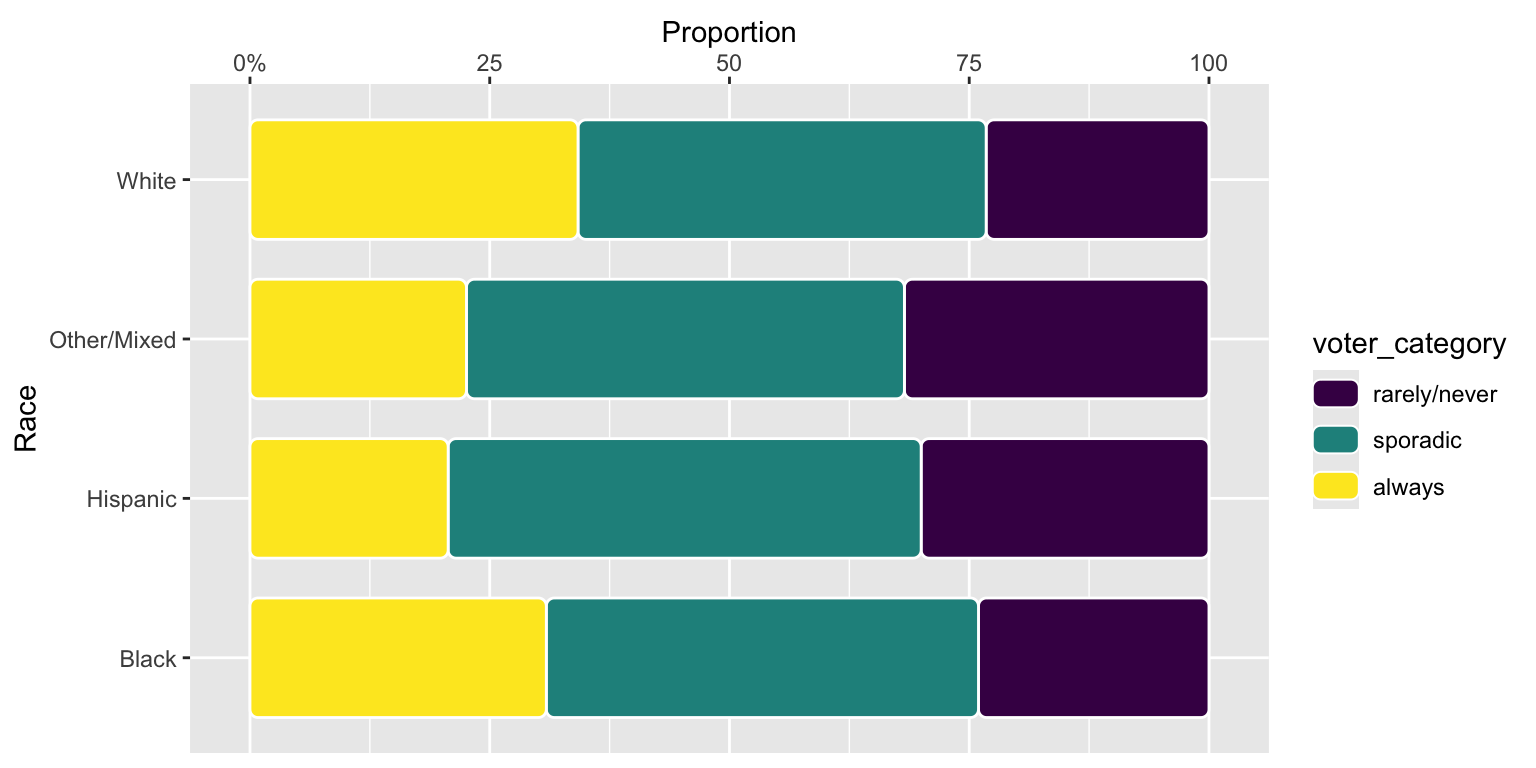 Proportion
0% 25 50 75 100
White
Other/Mixed
Hispanic
Black
Race
voter_category
rarely/never
sporadic
always